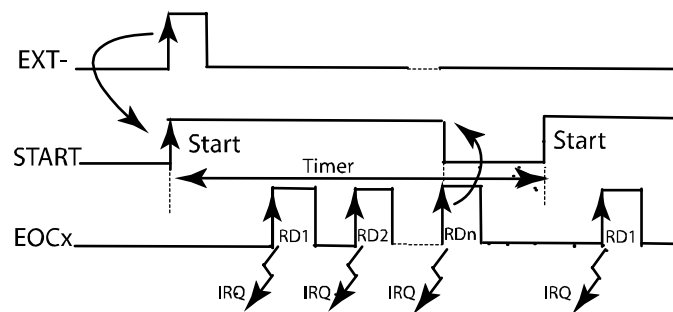 EXT-
START
Start
Start
Timer
EOCx
RD1
RD2
RDn
RD1
IRQ
IRQ
IRQ
IRQ